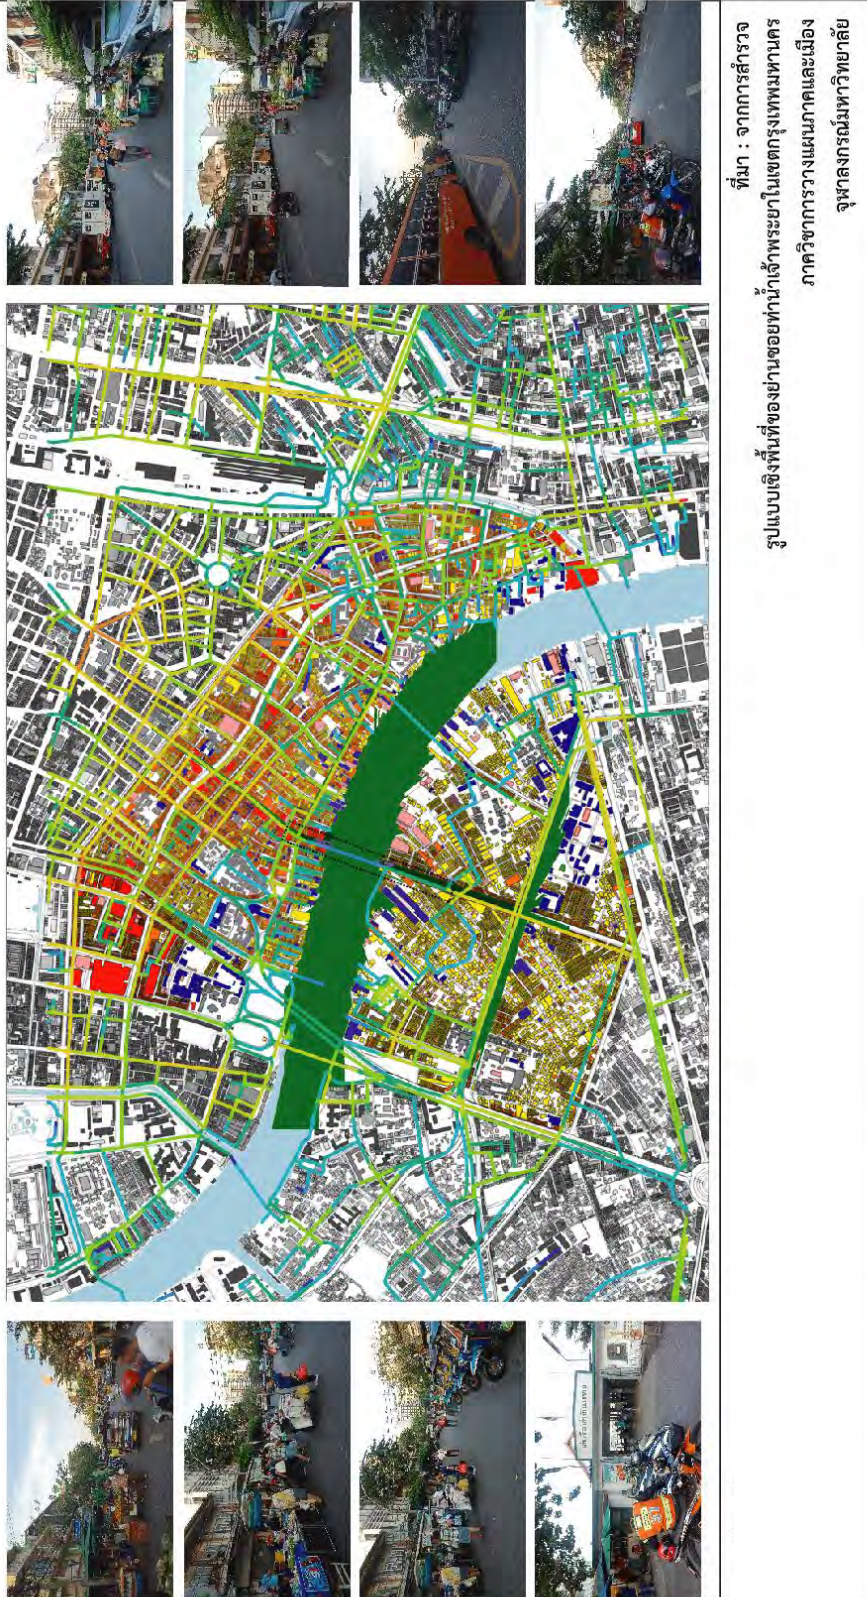 ที่มา : จากการสำรวจ
รูปแบบเชิงพื้นที่ของย่านซอยท่าน้ำเจ้าพระยาในเขตกรุงเทพมหานคร
ภาควิชาการวางแผนภาคและเมือง
จุฬาลงกรณ์มหาวิทยาลัย